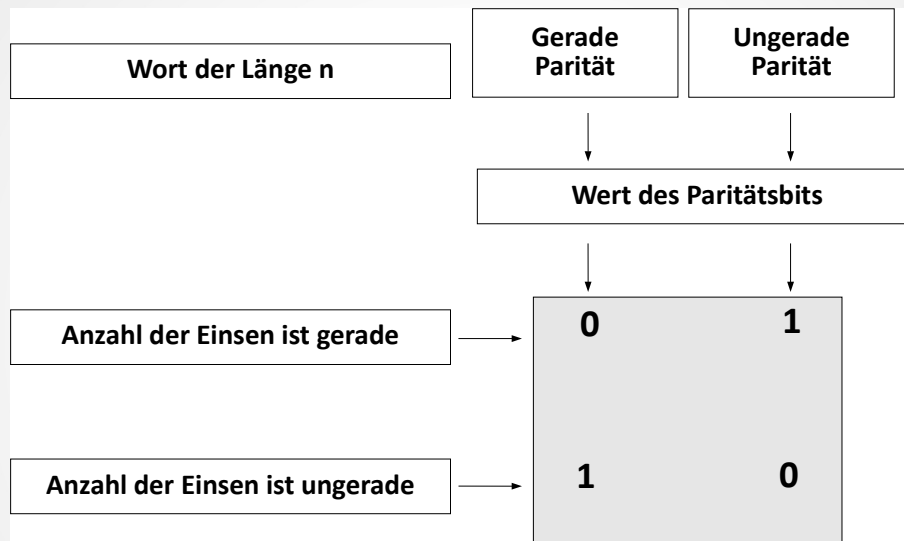 Wort der Länge n
Gerade
Parität
Ungerade
Parität
Wert des Paritätsbits
Anzahl der Einsen ist gerade
0 1
Anzahl der Einsen ist ungerade
1 0